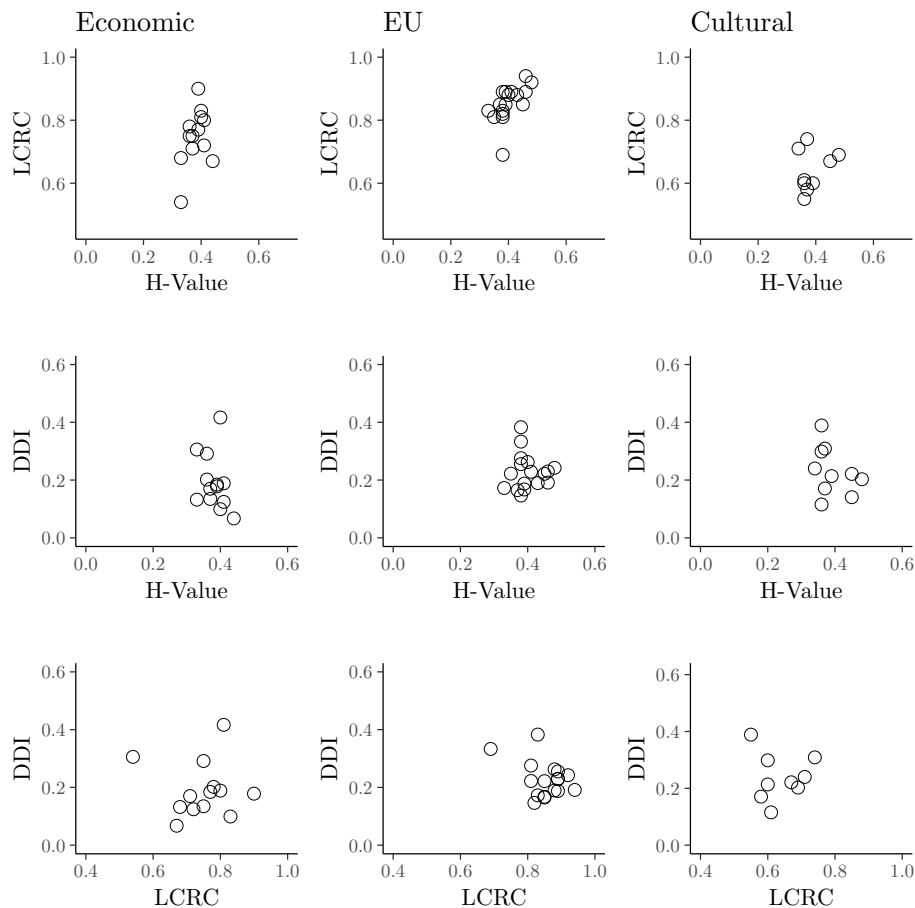 Economic EU Cultural
1.0 1.0 1.0
0.8 0.8 0.8
0.6 0.6 0.6
LCRC LCRC LCRC
0.0 0.2 0.4 0.6 0.0 0.2 0.4 0.6 0.0 0.2 0.4 0.6
H-Value H-Value H-Value
0.6 0.6 0.6
0.4 0.4 0.4
0.2 0.2 0.2
0.0 0.0 0.0
DDI DDI DDI
0.0 0.2 0.4 0.6 0.0 0.2 0.4 0.6 0.0 0.2 0.4 0.6
H-Value H-Value H-Value
0.6 0.6 0.6
0.4 0.4 0.4
0.2 0.2 0.2
0.0 0.0 0.0
DDI DDI DDI
0.4 0.6 0.8 1.0 0.4 0.6 0.8 1.0 0.4 0.6 0.8 1.0
LCRC LCRC LCRC